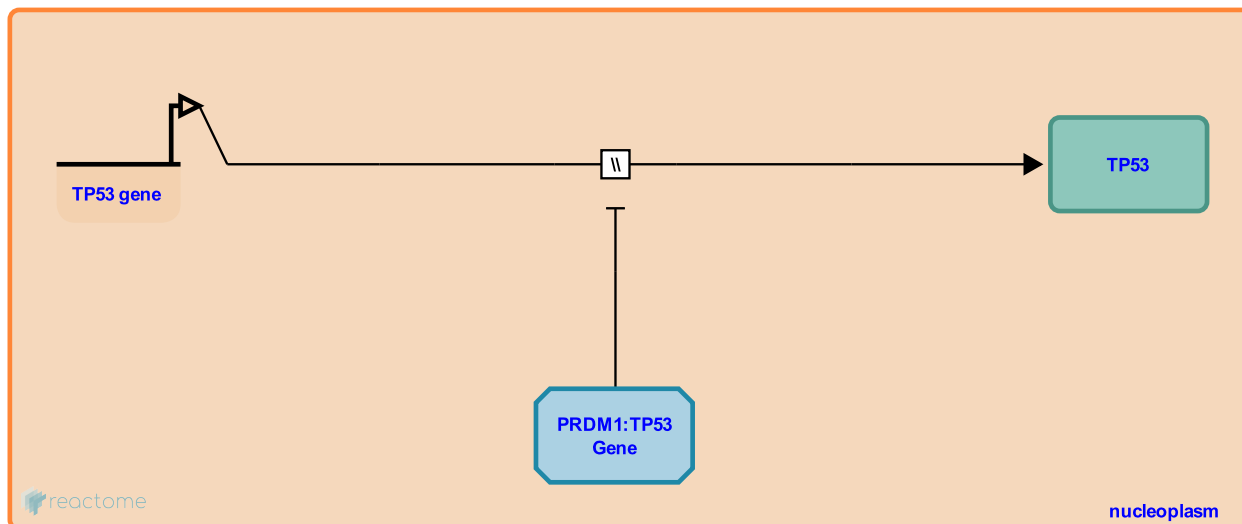 TP53 gene
\\
TP53
PRDM1:TP53
Gene
reactome
nucleoplasm